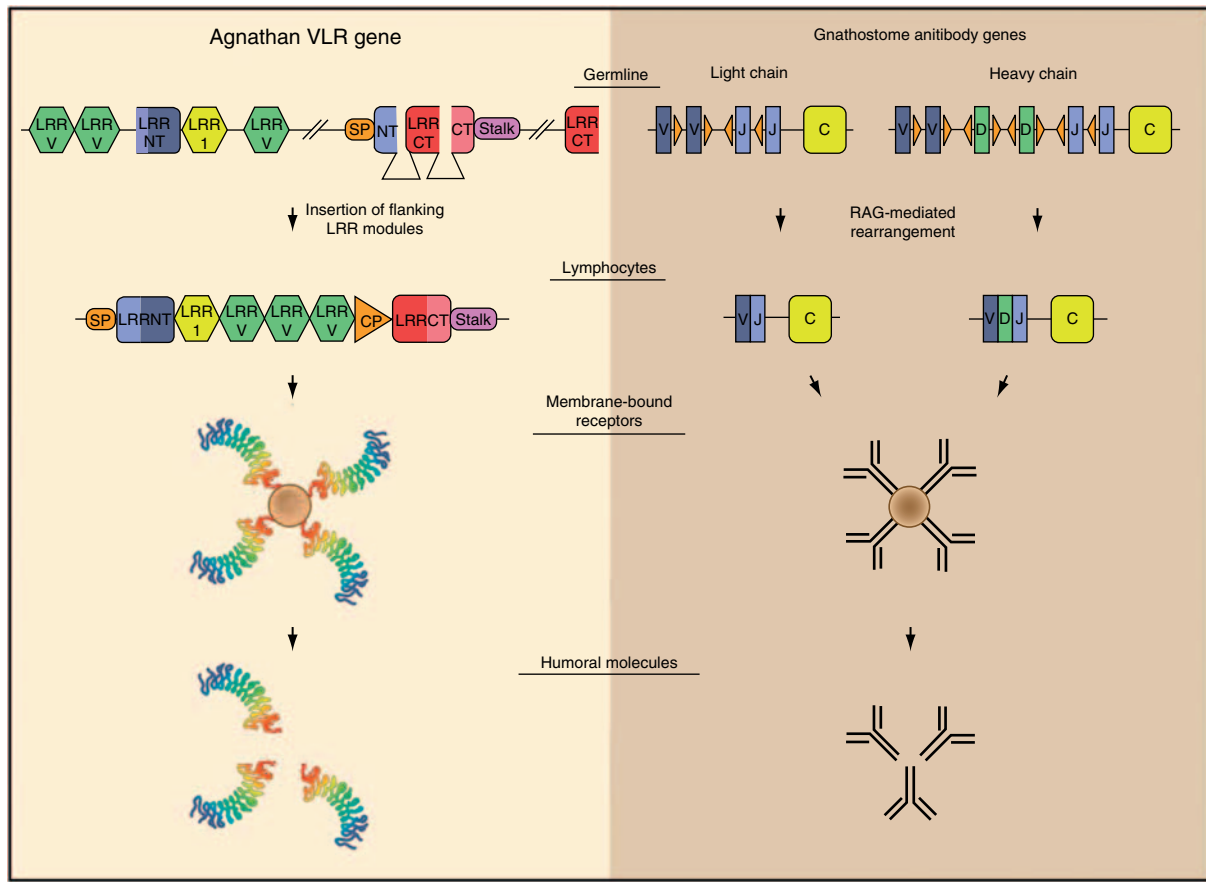 Agnathan VLR gene
Gnathostome anitibody genes
Germline
Light chain
Heavy chain
LRR
V
LRR
V
LRR
NT
LRR
1
LRR
V
SP
NT
LRR
CT
CT
Stalk
LRR
CT
V
V
J
J
C
V
V
D
D
J
J
C
Insertion of flanking
LRR modules
RAG-mediated
rearrangement
Lymphocytes
SP
LRRNT
LRR
1
LRR
V
LRR
V
LRR
V
CP
LRRCT
Stalk
V
J
C
V
D
J
C
Membrane-bound
receptors
Humoral molecules